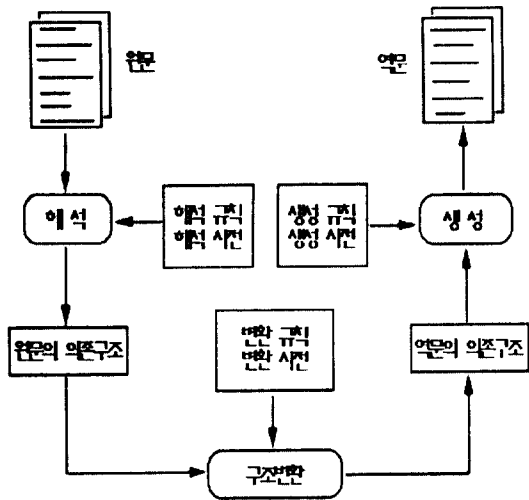 원문
역문
해석
해석 규칙
해석 사전
생성 규칙
생성 사전
생성
원문의 의존구조
변환 규칙
변환 사전
역문의 의존구조
구조변환